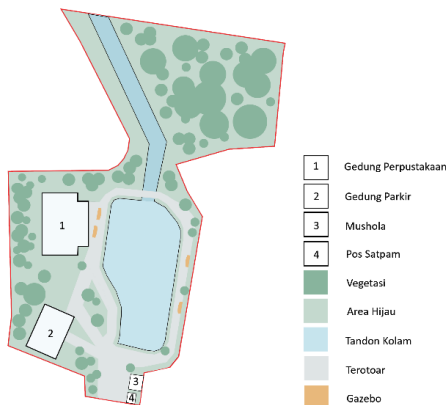 1
2
3
4
1 Gedung Perpustakaan
2 Gedung Parkir
3 Mushola
4 Pos Satpam
Vegetasi
Area Hijau
Tandon Kolam
Terotoar
Gazebo